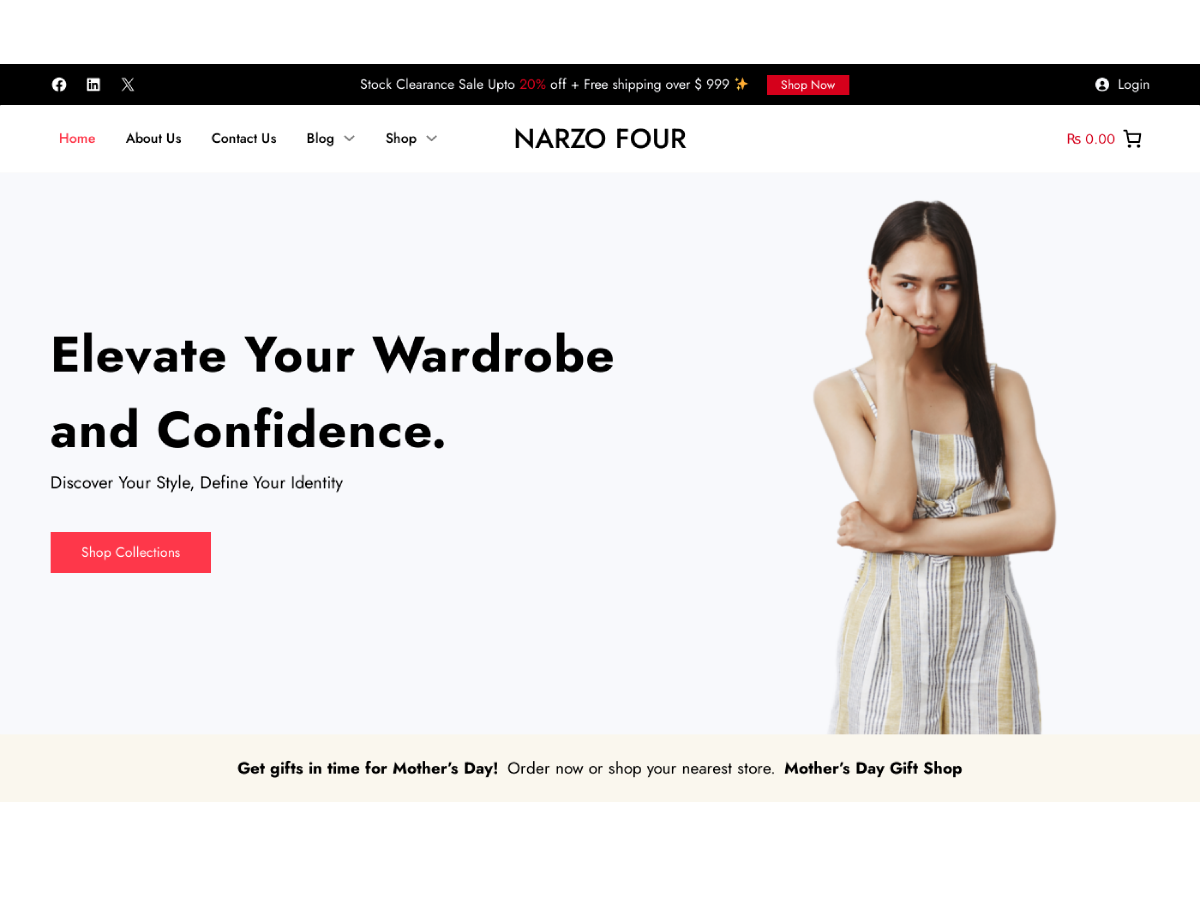 Stock Clearance Sale Upto 20% off + Free shipping over $ 999 ✨ Shop Now Login
Home About Us Contact Us Blog Shop NARZO FOUR ₨ 0.00
Elevate Your Wardrobe
and Confidence.
Discover Your Style, Define Your Identity
Shop Collections
Get gifts in time for Mother’s Day! Order now or shop your nearest store. Mother’s Day Gift Shop